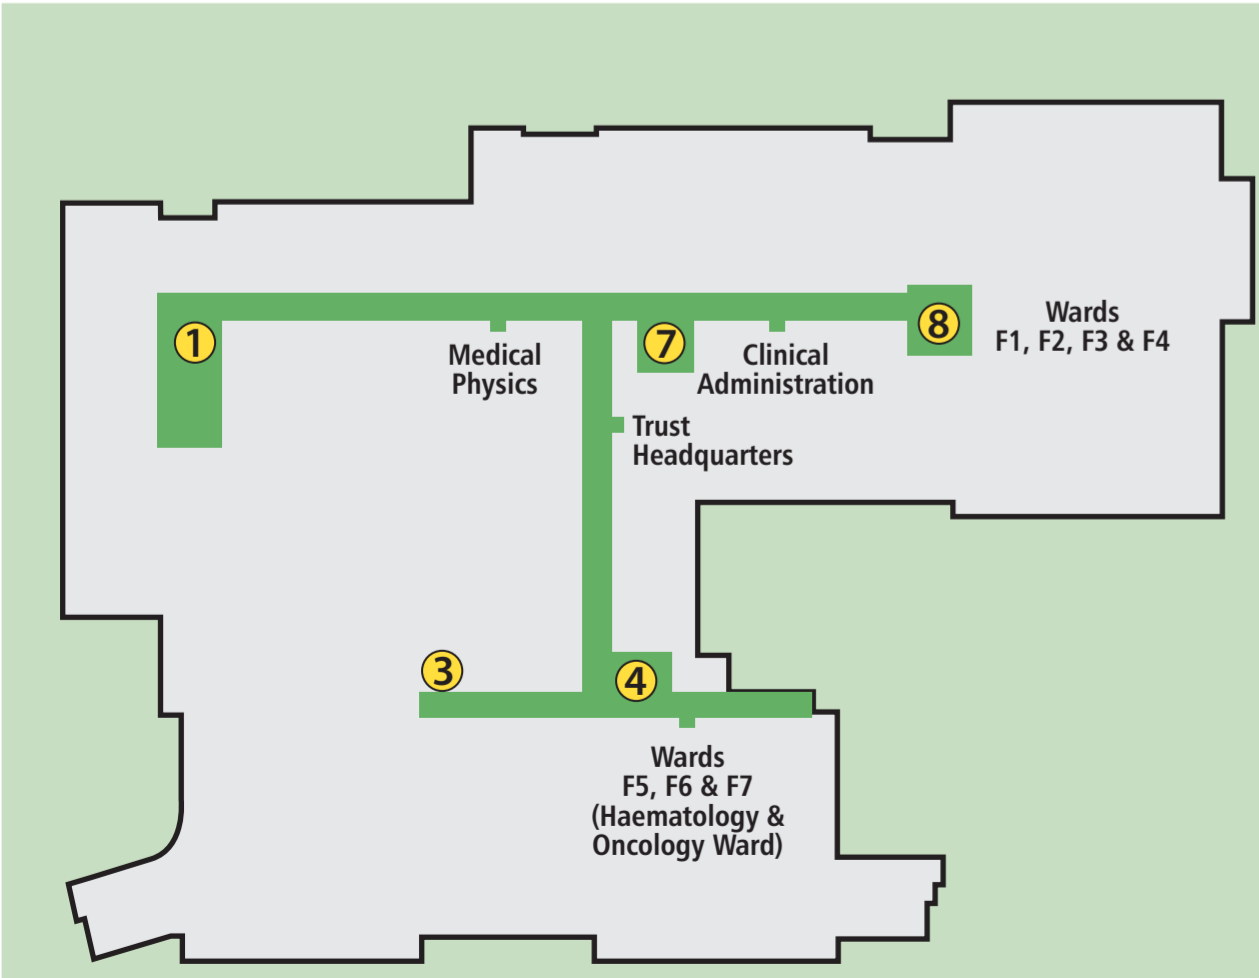 1
Medical
Physics
7
Clinical
Administration
8
Wards
F1, F2, F3 & F4
Trust
Headquarters
3
4
Wards
F5, F6 & F7
(Haematology &
Oncology Ward)